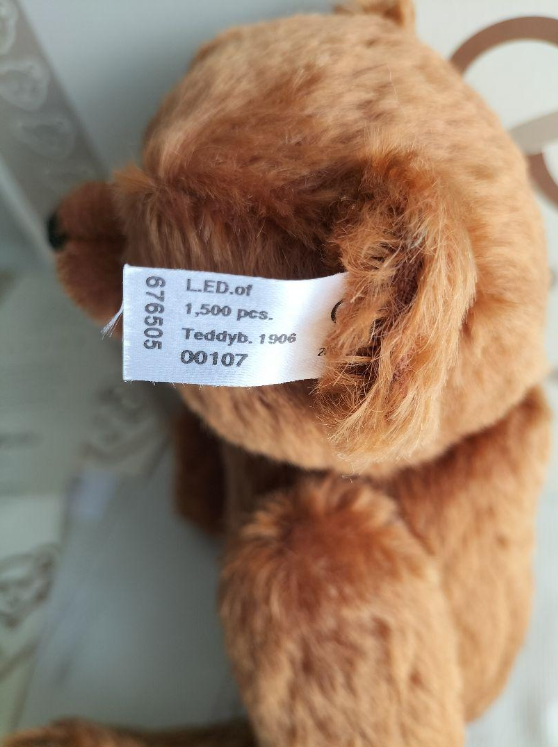 676505
L.ED.of
1,500 pcs.
Teddyb. 1906
00107